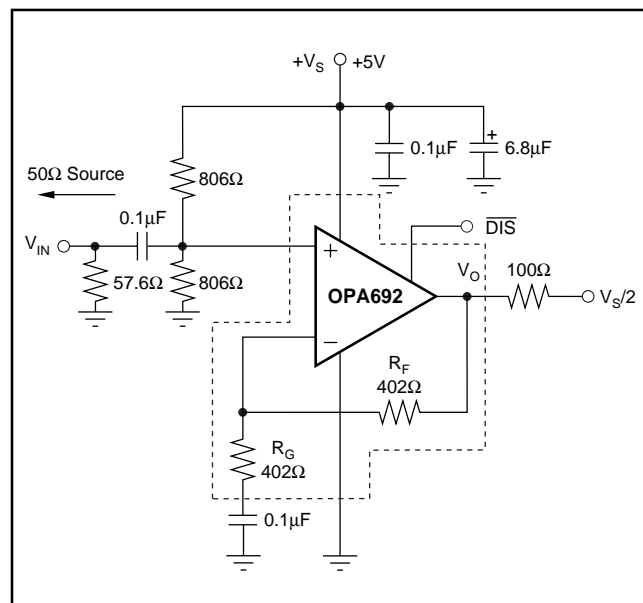 +V_S +5V
0.1μF
+
6.8μF
50Ω Source
806Ω
0.1μF
V_IN
DIS
57.6Ω
806Ω
+
OPA692
V_O
100Ω
V_S/2
−
R_F
402Ω
R_G
402Ω
0.1μF